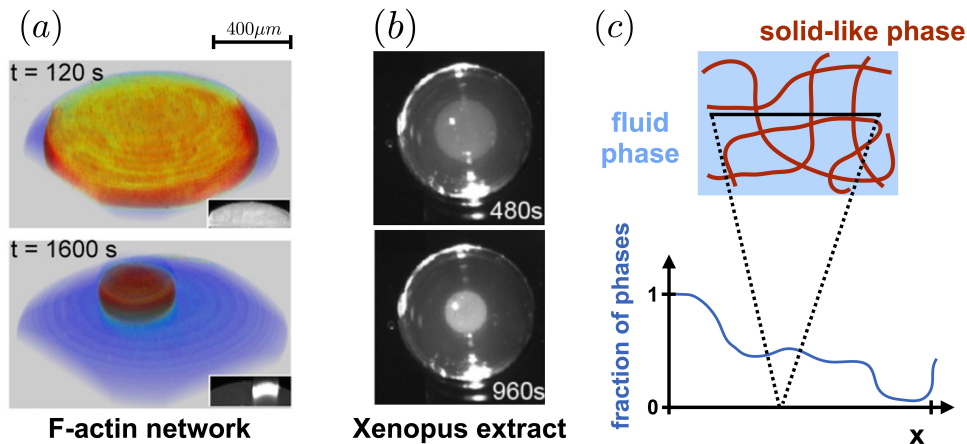 (a)
400μm
t = 120 s
t = 1600 s
F-actin network
(b)
480s
960s
Xenopus extract
(c)
solid-like phase
fluid
phase
fraction of phases
1
0
x